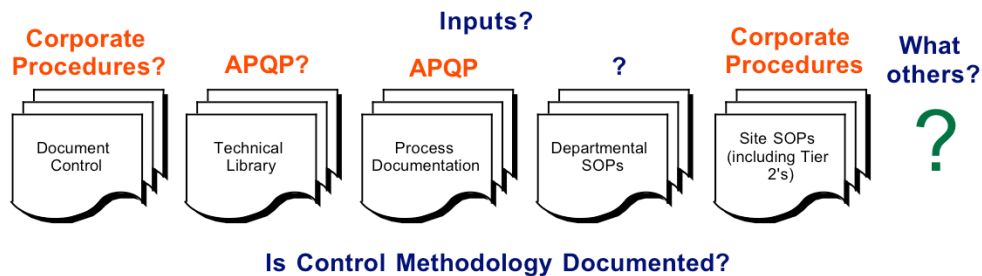 Inputs?
Corporate
Procedures?
APQP?
APQP
?
Corporate
Procedures
What
others?
?
Document
Control
Technical
Library
Process
Documentation
Departmental
SOPs
Site SOPs
(including Tier
2's)
Is Control Methodology Documented?